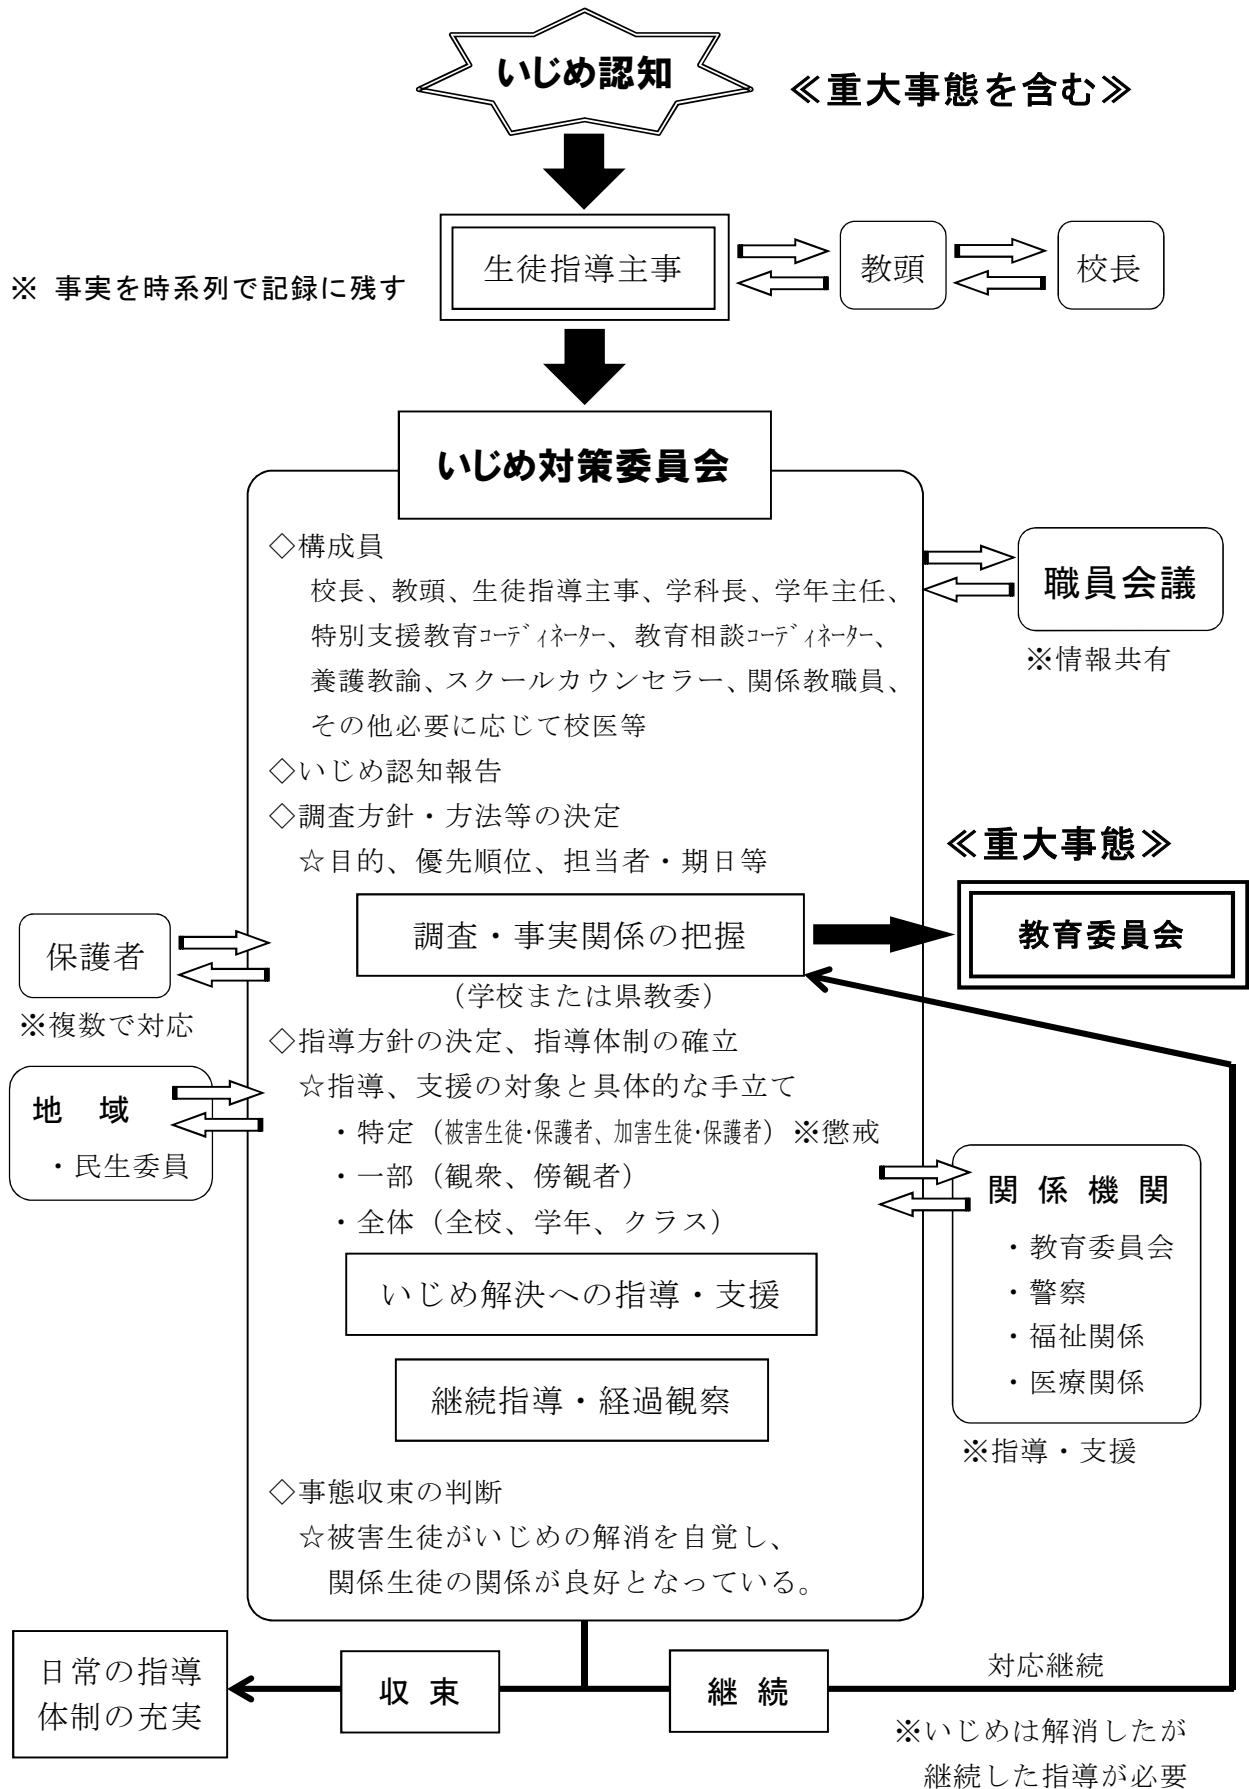 いじめ認知
≪重大事態を含む≫
生徒指導主事
教頭
校長
※ 事実を時系列で記録に残す
いじめ対策委員会
◇構成員
校長、教頭、生徒指導主事、学科長、学年主任、
特別支援教育コーディネーター、教育相談コーディネーター、
養護教諭、スクールカウンセラー、関係教職員、
その他必要に応じて校医等
職員会議
※情報共有
◇いじめ認知報告
◇調査方針・方法等の決定
☆目的、優先順位、担当者・期日等
≪重大事態≫
調査・事実関係の把握
教育委員会
(学校または県教委)
保護者
※複数で対応
◇指導方針の決定、指導体制の確立
☆指導、支援の対象と具体的な手立て
・特定（被害生徒・保護者、加害生徒・保護者）※懲戒
・一部（観衆、傍観者）
・全体（全校、学年、クラス）
地 域
・民生委員
関 係 機 関
・教育委員会
・警察
・福祉関係
・医療関係
※指導・支援
いじめ解決への指導・支援
継続指導・経過観察
◇事態収束の判断
☆被害生徒がいじめの解消を自覚し、
関係生徒の関係が良好となっている。
日常の指導
体制の充実
収 束
継 続
対応継続
※いじめは解消したが
継続した指導が必要